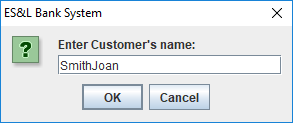 ES&L Bank System
Enter Customer's name:
SmithJoan
OK
Cancel